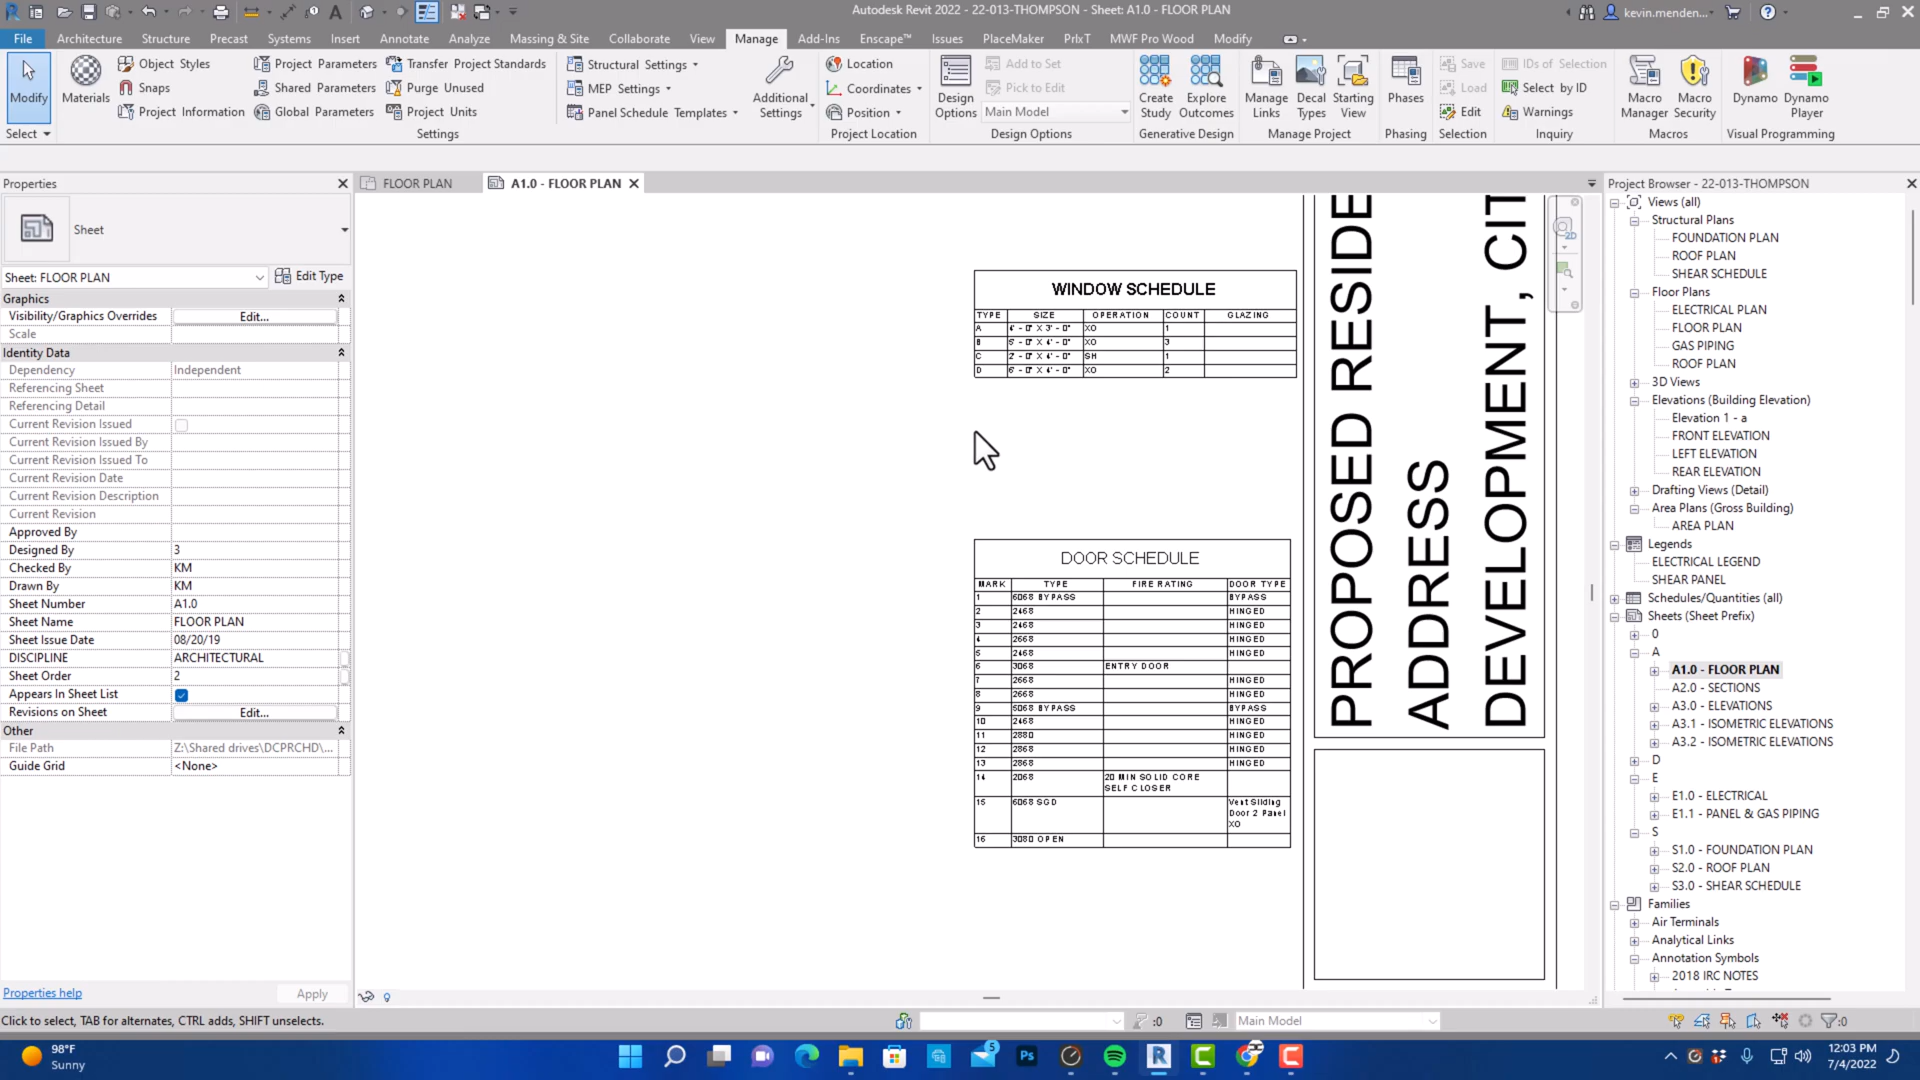 Autodesk Revit 2022 - 22-013-THOMPSON - Sheet: A1.0 - FLOOR PLAN
kevin.menden...
File Architecture Structure Precast Systems Insert Annotate Analyze Massing & Site Collaborate View Manage Add-Ins Enscape™ Issues PlaceMaker PrIxT MWF Pro Wood Modify
Modify
Select
Materials
Object Styles
Snaps
Project Information
Project Parameters
Shared Parameters
Global Parameters
Transfer Project Standards
Purge Unused
Project Units
Settings
Structural Settings
MEP Settings
Panel Schedule Templates
Additional Settings
Location
Coordinates
Position
Project Location
Design Options
Add to Set
Pick to Edit
Main Model
Design Options
Create Study
Explore Outcomes
Generative Design
Manage Links
Decal Types
Starting View
Manage Project
Phases
Phasing
Save
Load
Edit
Selection
IDs of Selection
Select by ID
Warnings
Inquiry
Macro Manager
Macro Security
Macros
Dynamo
Dynamo Player
Visual Programming
Properties
Sheet
Sheet: FLOOR PLAN
Edit Type
Graphics
Visibility/Graphics Overrides Edit...
Scale
Identity Data
Dependency Independent
Referencing Sheet
Referencing Detail
Current Revision Issued
Current Revision Issued By
Current Revision Issued To
Current Revision Date
Current Revision Description
Current Revision
Approved By
Designed By 3
Checked By KM
Drawn By KM
Sheet Number A1.0
Sheet Name FLOOR PLAN
Sheet Issue Date 08/20/19
DISCIPLINE ARCHITECTURAL
Sheet Order 2
Appears In Sheet List
Revisions on Sheet Edit...
Other
File Path Z:\Shared drives\DCPRCHD\...
Guide Grid <None>
Properties help
Apply
FLOOR PLAN
A1.0 - FLOOR PLAN
WINDOW SCHEDULE
TYPE SIZE OPERATION COUNT GLAZING
A 4' - 0" X 3' - 0" XO 1
B 5' - 0" X 4' - 0" XO 3
C 2' - 0" X 4' - 0" SH 1
D 6' - 0" X 4' - 0" XO 2
DOOR SCHEDULE
MARK TYPE FIRE RATING DOOR TYPE
1 6068 BYPASS BYPASS
2 2468 HINGED
3 2468 HINGED
4 2668 HINGED
5 2468 HINGED
6 3068 ENTRY DOOR
7 2668 HINGED
8 2668 HINGED
9 5068 BYPASS BYPASS
10 2468 HINGED
11 2880 HINGED
12 2868 HINGED
13 2868 HINGED
14 2068 20 MIN SOLID CORE
SELF CLOSER
15 6068 SGD Vent Sliding
Door 2 Panel
XO
16 3080 OPEN
PROPOSED RESIDE
ADDRESS
DEVELOPMENT, CIT
2D
Project Browser - 22-013-THOMPSON
Views (all)
Structural Plans
FOUNDATION PLAN
ROOF PLAN
SHEAR SCHEDULE
Floor Plans
ELECTRICAL PLAN
FLOOR PLAN
GAS PIPING
ROOF PLAN
3D Views
Elevations (Building Elevation)
Elevation 1 - a
FRONT ELEVATION
LEFT ELEVATION
REAR ELEVATION
Drafting Views (Detail)
Area Plans (Gross Building)
AREA PLAN
Legends
ELECTRICAL LEGEND
SHEAR PANEL
Schedules/Quantities (all)
Sheets (Sheet Prefix)
0
A
A1.0 - FLOOR PLAN
A2.0 - SECTIONS
A3.0 - ELEVATIONS
A3.1 - ISOMETRIC ELEVATIONS
A3.2 - ISOMETRIC ELEVATIONS
D
E
E1.0 - ELECTRICAL
E1.1 - PANEL & GAS PIPING
S
S1.0 - FOUNDATION PLAN
S2.0 - ROOF PLAN
S3.0 - SHEAR SCHEDULE
Families
Air Terminals
Analytical Links
Annotation Symbols
2018 IRC NOTES
Click to select, TAB for alternates, CTRL adds, SHIFT unselects.
:0
Main Model
:0
98°F
Sunny
5
Ps
12:03 PM
7/4/2022